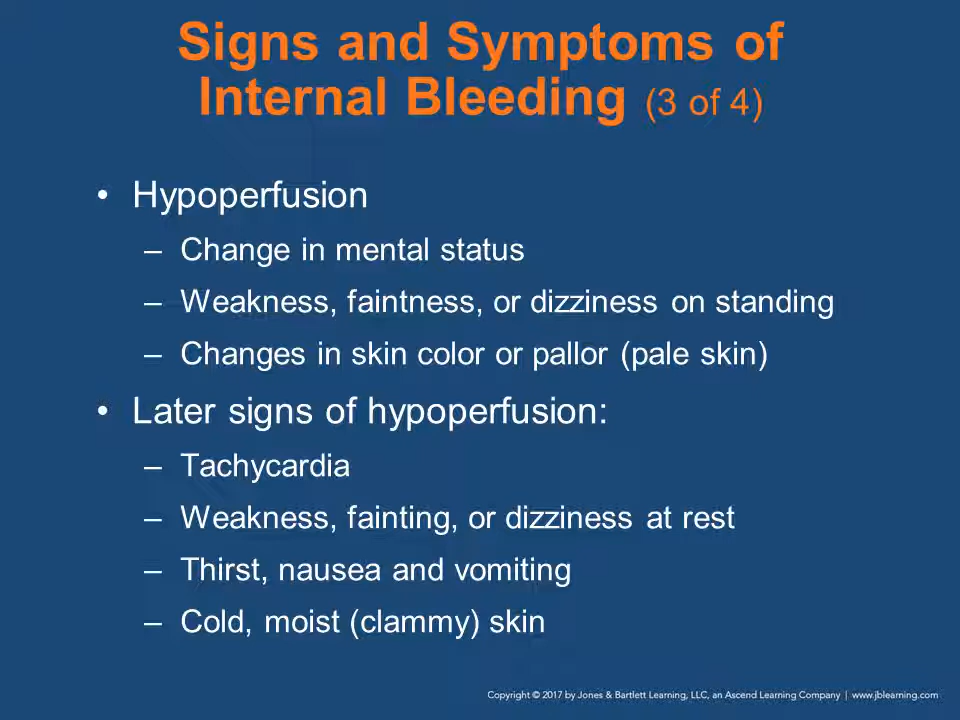 Signs and Symptoms of
Internal Bleeding (3 of 4)
• Hypoperfusion
– Change in mental status
– Weakness, faintness, or dizziness on standing
– Changes in skin color or pallor (pale skin)
• Later signs of hypoperfusion:
– Tachycardia
– Weakness, fainting, or dizziness at rest
– Thirst, nausea and vomiting
– Cold, moist (clammy) skin
Copyright © 2017 by Jones & Bartlett Learning, LLC, an Ascend Learning Company | www.jblearning.com